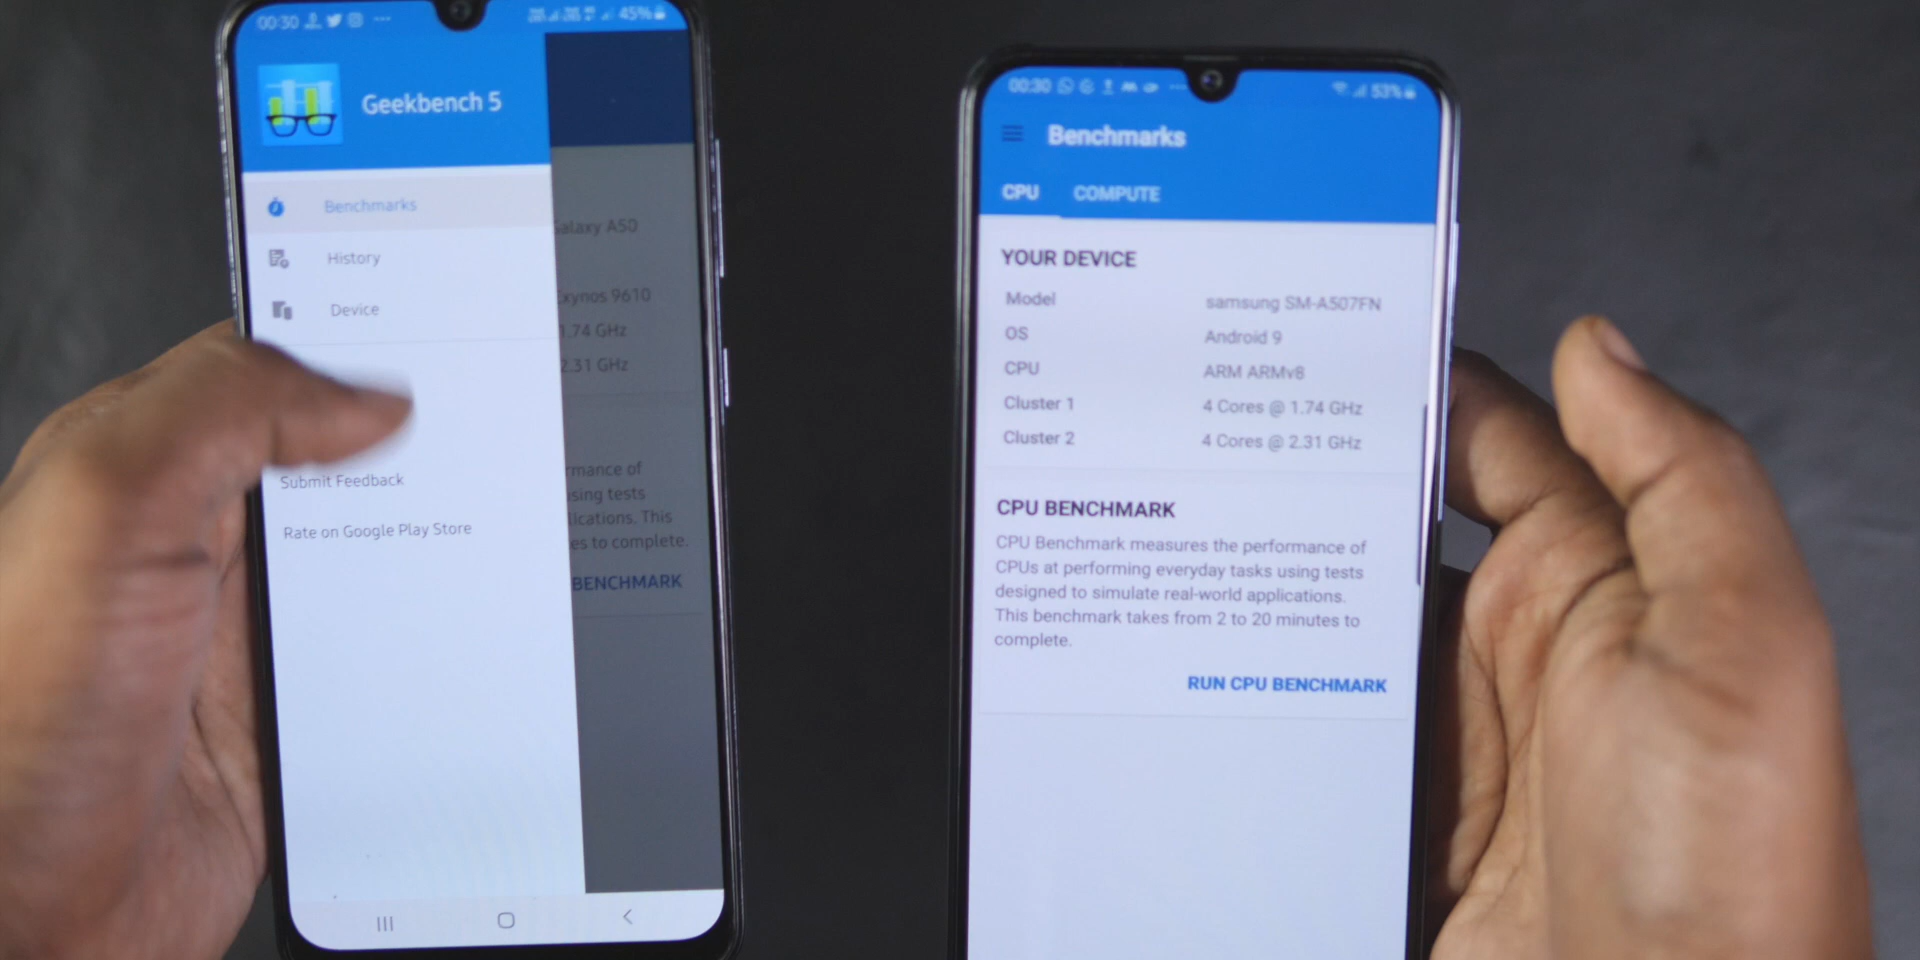 00:30
45%
Geekbench 5
Benchmarks
History
Device
Submit Feedback
Rate on Google Play Store
Galaxy A50
Exynos 9610
1.74 GHz
2.31 GHz
rmance of
using tests
lications. This
es to complete.
BENCHMARK
00:30
53%
Benchmarks
CPU COMPUTE
YOUR DEVICE
Model samsung SM-A507FN
OS Android 9
CPU ARM ARMv8
Cluster 1 4 Cores @ 1.74 GHz
Cluster 2 4 Cores @ 2.31 GHz
CPU BENCHMARK
CPU Benchmark measures the performance of
CPUs at performing everyday tasks using tests
designed to simulate real-world applications.
This benchmark takes from 2 to 20 minutes to
complete.
RUN CPU BENCHMARK